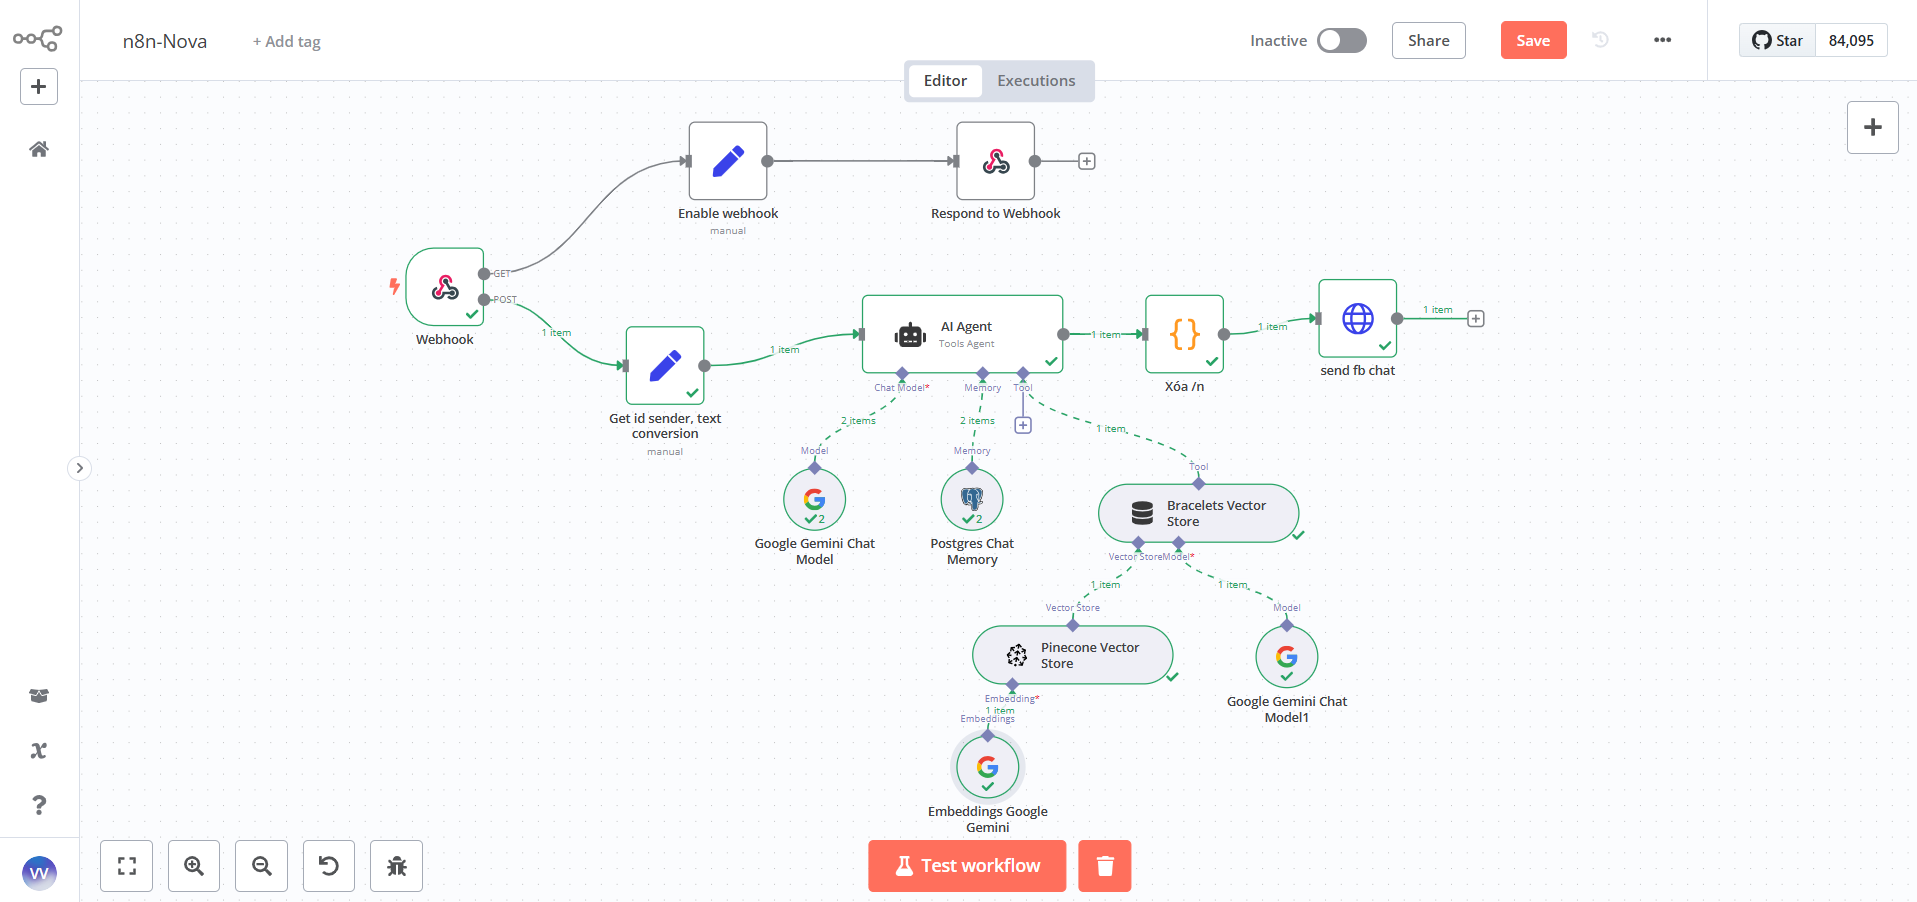 n8n-Nova
+ Add tag
Inactive
Share
Save
Star
84,095
Editor
Executions
Enable webhook
manual
Respond to Webhook
GET
POST
Webhook
1 item
Get id sender, text
conversion
manual
1 item
AI Agent
Tools Agent
Chat Model*
Memory
Tool
1 item
Xóa /n
1 item
send fb chat
1 item
2 items
2 items
1 item
Model
Google Gemini Chat
Model
2
Memory
Postgres Chat
Memory
2
Tool
Bracelets Vector
Store
Vector Store
Model*
1 item
1 item
Vector Store
Pinecone Vector
Store
Model
Google Gemini Chat
Model1
Embedding*
1 item
Embeddings
Embeddings Google
Gemini
VV
Test workflow